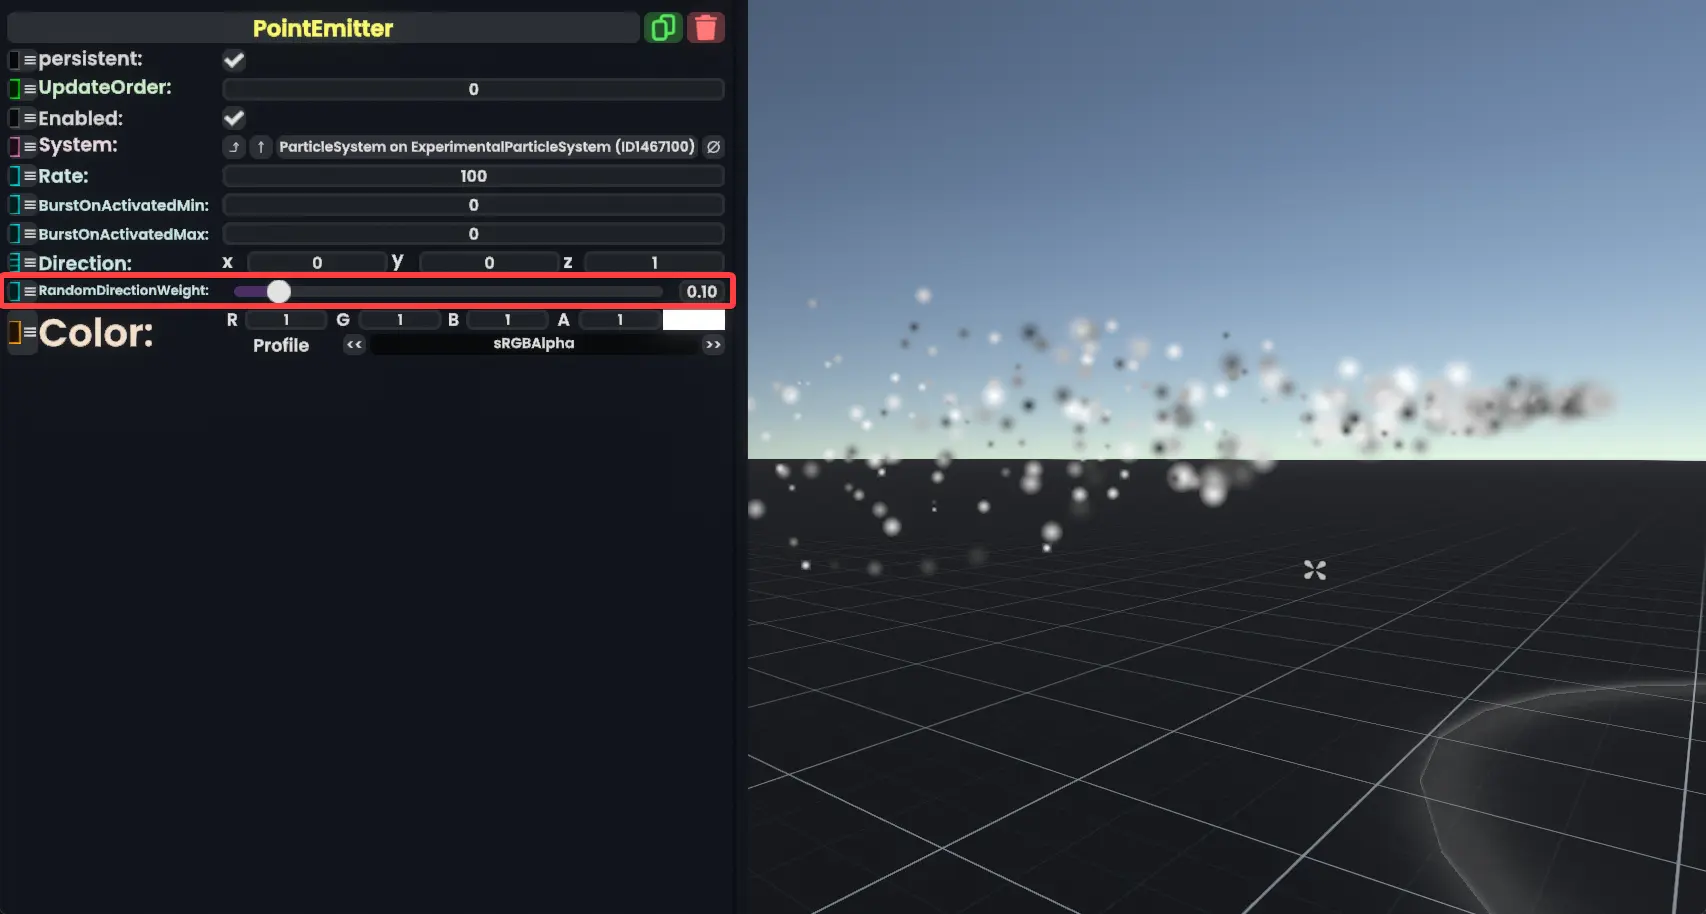 PointEmitter
persistent:
UpdateOrder: 0
Enabled:
System: ParticleSystem on ExperimentalParticleSystem (ID1467100)
Rate: 100
BurstOnActivatedMin: 0
BurstOnActivatedMax: 0
Direction: x 0 y 0 z 1
RandomDirectionWeight: 0.10
Color: R 1 G 1 B 1 A 1
Profile << sRGBAlpha >>